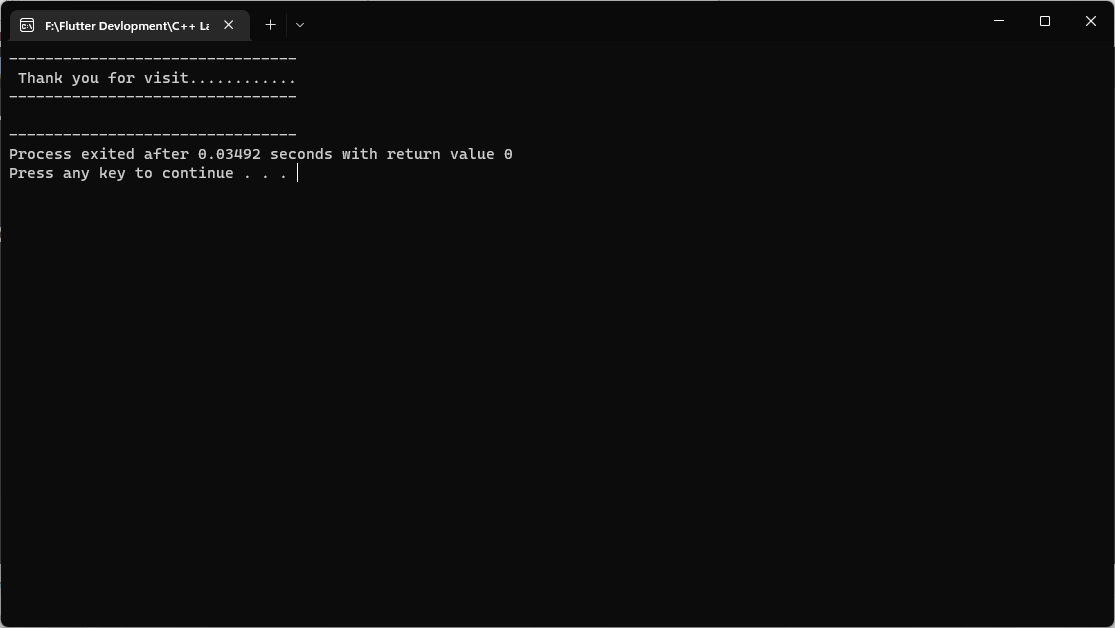 F:\Flutter Devlopment\C++ La
--------------------------------
 Thank you for visit............
--------------------------------
--------------------------------
Process exited after 0.03492 seconds with return value 0
Press any key to continue . . .